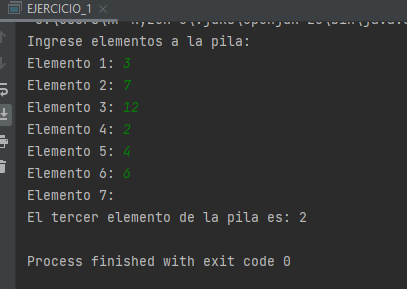 EJERCICIO_1
Ingrese elementos a la pila:
Elemento 1: 3
Elemento 2: 7
Elemento 3: 12
Elemento 4: 2
Elemento 5: 4
Elemento 6: 6
Elemento 7:
El tercer elemento de la pila es: 2
Process finished with exit code 0